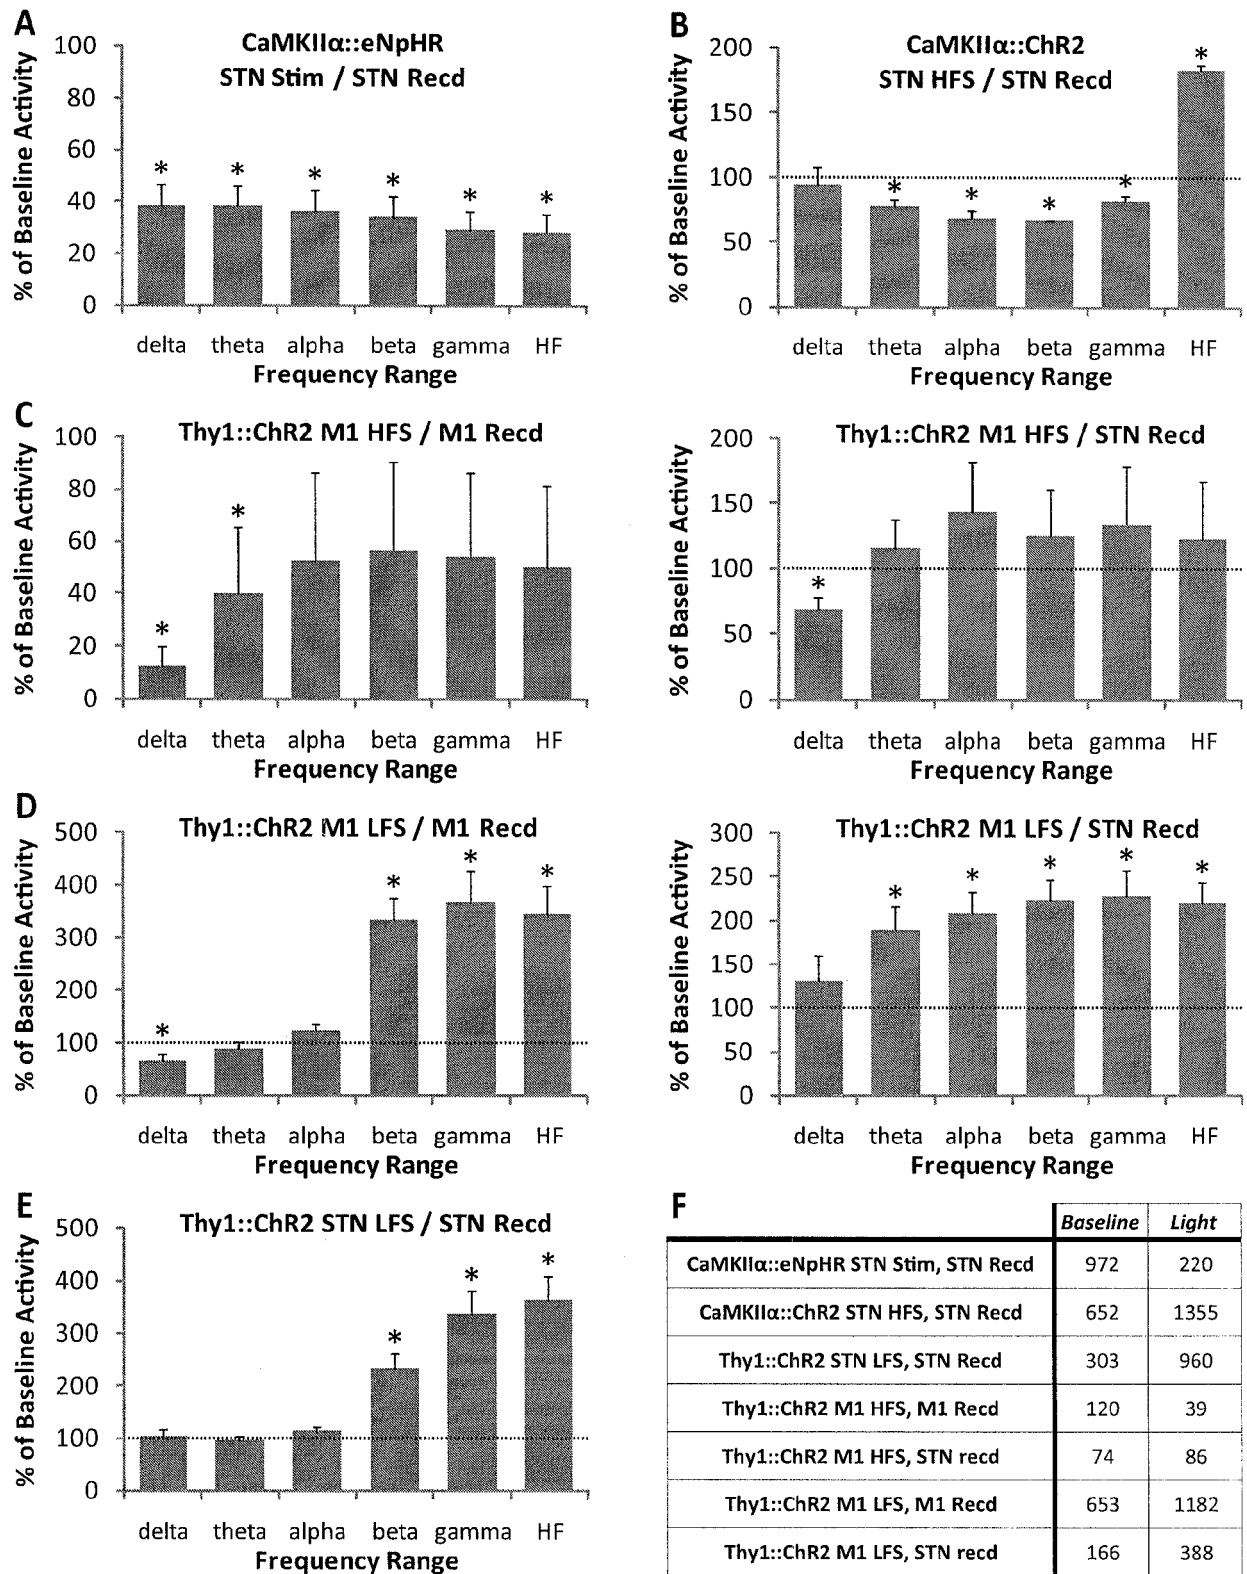 A
CaMKIIα::eNpHR
STN Stim / STN Recd
% of Baseline Activity
100
80
60
40
20
0
* * * * * *
delta theta alpha beta gamma HF
Frequency Range
B
CaMKIIα::ChR2
STN HFS / STN Recd
% of Baseline Activity
200
150
100
50
0
* * * * *
delta theta alpha beta gamma HF
Frequency Range
C
Thy1::ChR2 M1 HFS / M1 Recd
% of Baseline Activity
100
80
60
40
20
0
* *
delta theta alpha beta gamma HF
Frequency Range
Thy1::ChR2 M1 HFS / STN Recd
% of Baseline Activity
200
150
100
50
0
*
delta theta alpha beta gamma HF
Frequency Range
D
Thy1::ChR2 M1 LFS / M1 Recd
% of Baseline Activity
500
400
300
200
100
0
* * * *
delta theta alpha beta gamma HF
Frequency Range
Thy1::ChR2 M1 LFS / STN Recd
% of Baseline Activity
300
250
200
150
100
50
0
* * * * *
delta theta alpha beta gamma HF
Frequency Range
E
Thy1::ChR2 STN LFS / STN Recd
% of Baseline Activity
500
400
300
200
100
0
* * *
delta theta alpha beta gamma HF
Frequency Range
F
Baseline Light
CaMKIIα::eNpHR STN Stim, STN Recd 972 220
CaMKIIα::ChR2 STN HFS, STN Recd 652 1355
Thy1::ChR2 STN LFS, STN Recd 303 960
Thy1::ChR2 M1 HFS, M1 Recd 120 39
Thy1::ChR2 M1 HFS, STN recd 74 86
Thy1::ChR2 M1 LFS, M1 Recd 653 1182
Thy1::ChR2 M1 LFS, STN recd 166 388